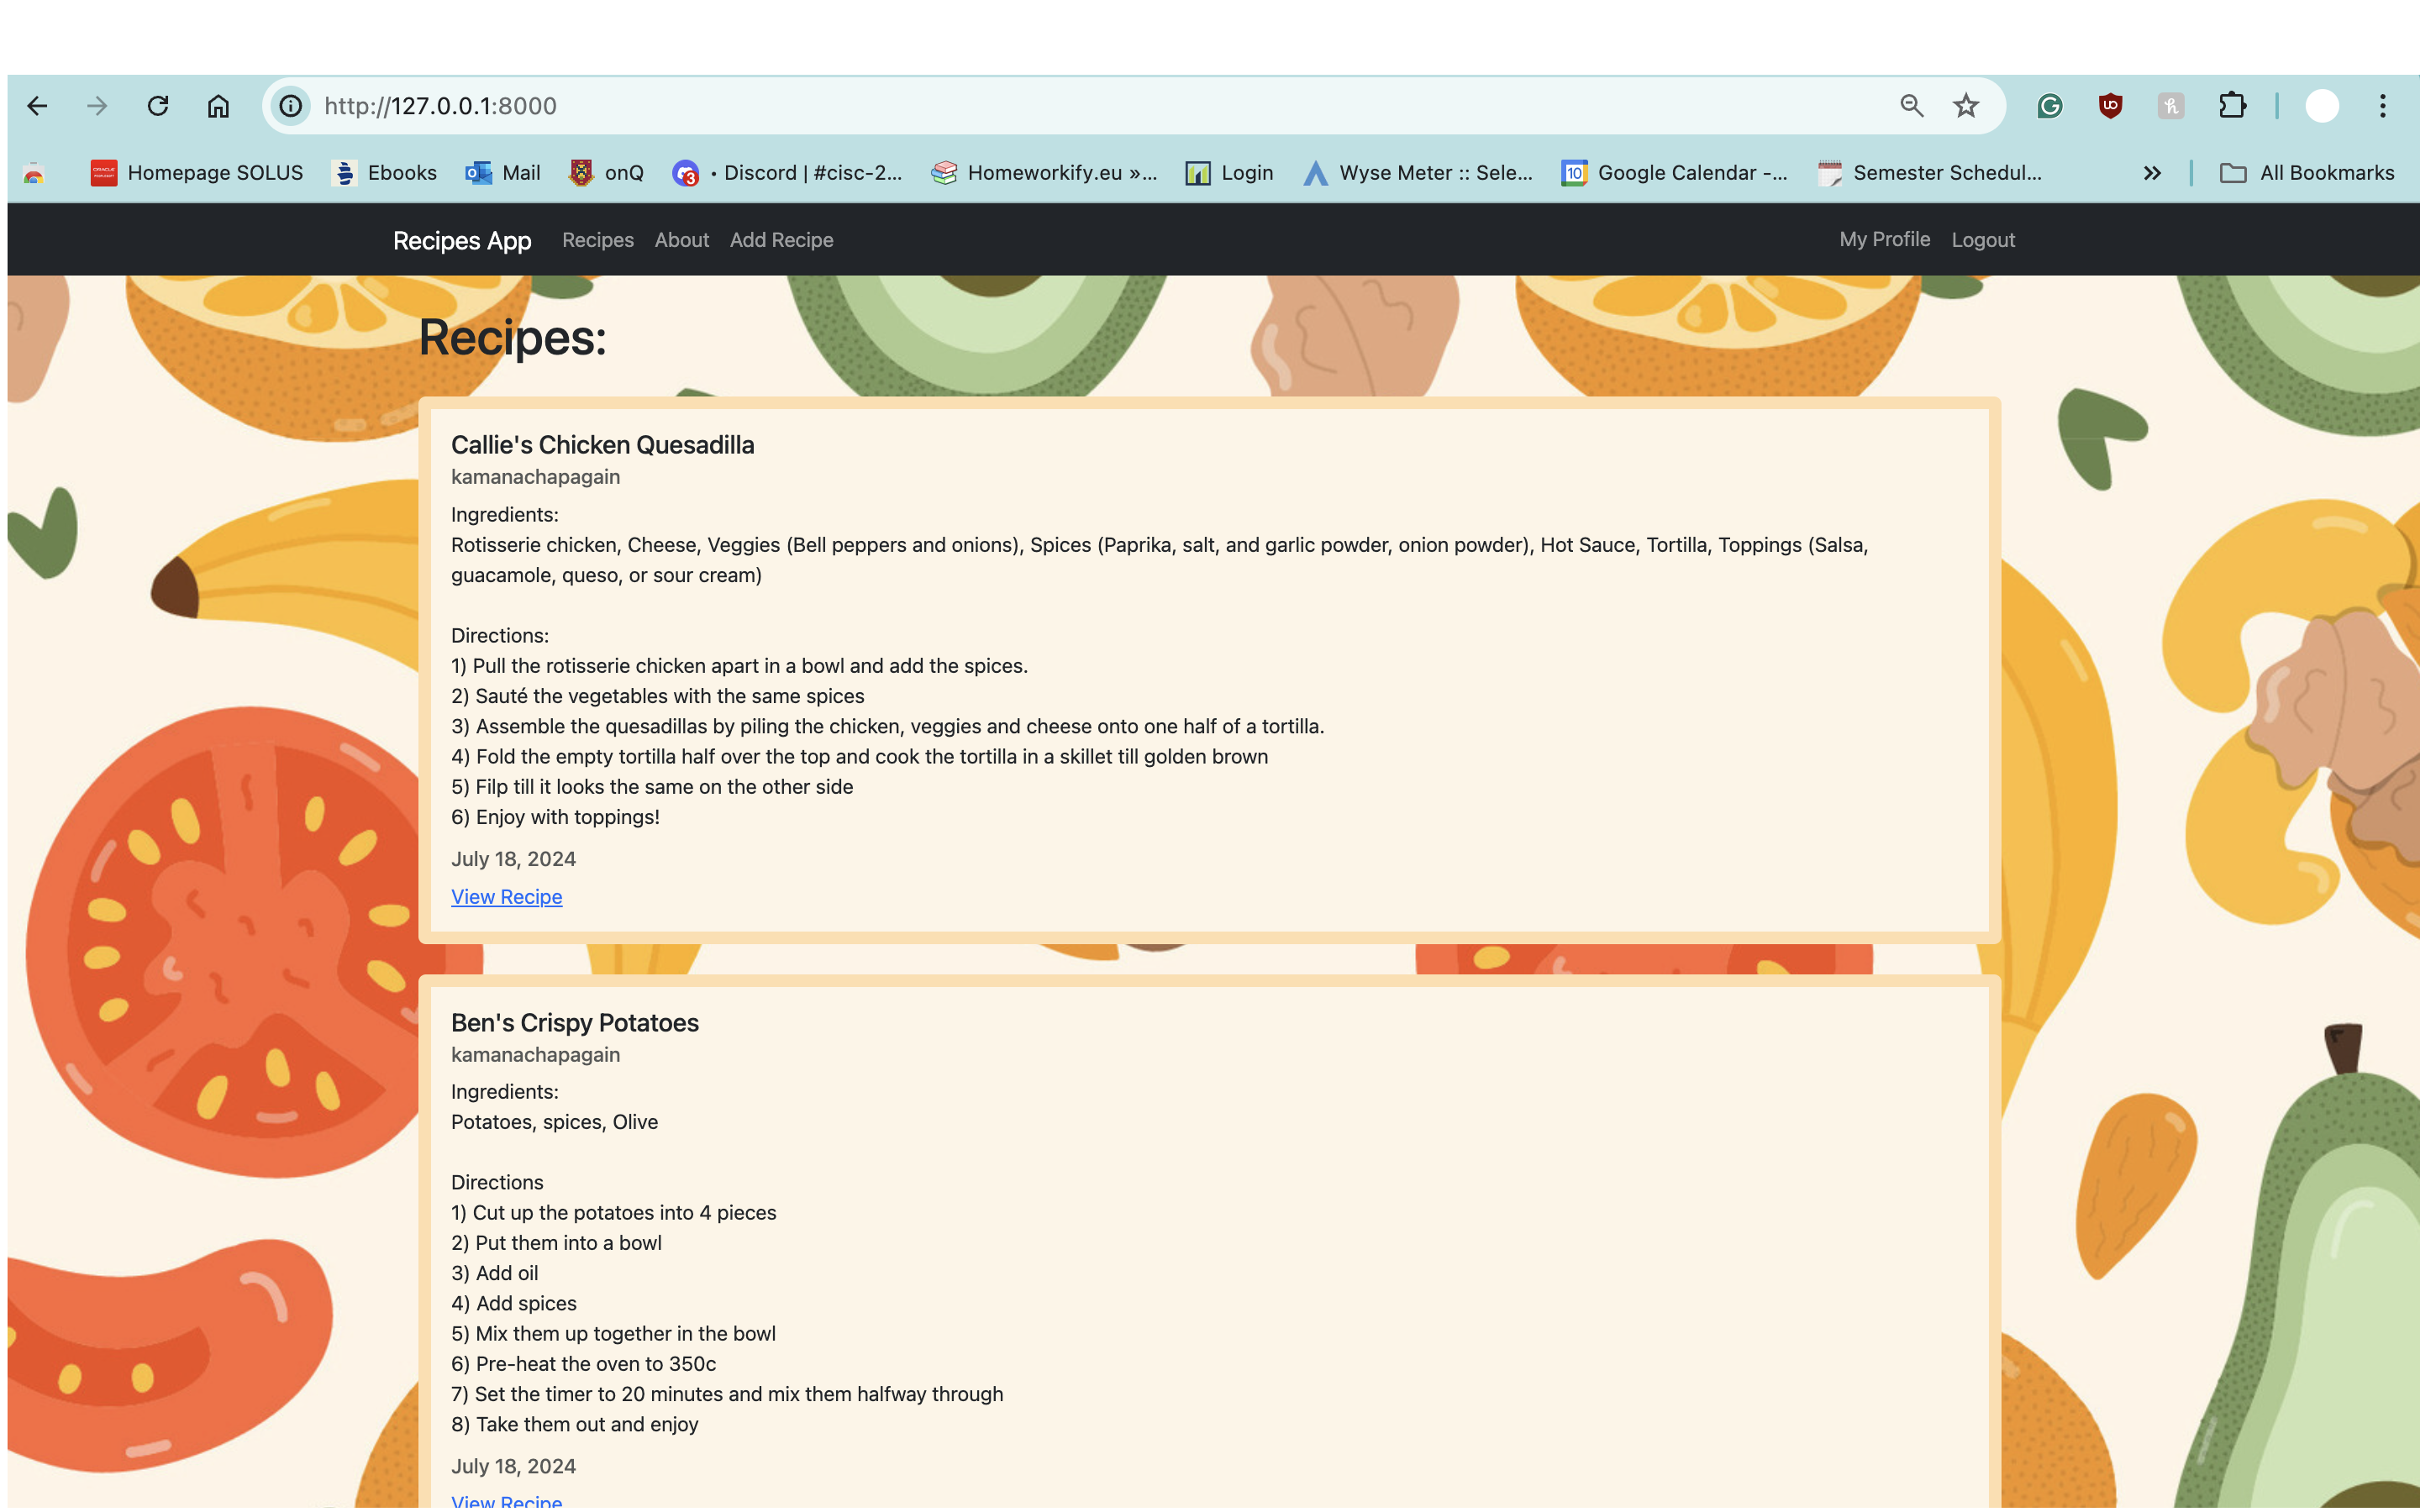 http://127.0.0.1:8000
Homepage SOLUS Ebooks Mail onQ • Discord | #cisc-2... Homeworkify.eu »... Login Wyse Meter :: Sele... Google Calendar -... Semester Schedul... » All Bookmarks
Recipes App Recipes About Add Recipe My Profile Logout
Recipes:
Callie's Chicken Quesadilla
kamanachapagain
Ingredients:
Rotisserie chicken, Cheese, Veggies (Bell peppers and onions), Spices (Paprika, salt, and garlic powder, onion powder), Hot Sauce, Tortilla, Toppings (Salsa,
guacamole, queso, or sour cream)
Directions:
1) Pull the rotisserie chicken apart in a bowl and add the spices.
2) Sauté the vegetables with the same spices
3) Assemble the quesadillas by piling the chicken, veggies and cheese onto one half of a tortilla.
4) Fold the empty tortilla half over the top and cook the tortilla in a skillet till golden brown
5) Filp till it looks the same on the other side
6) Enjoy with toppings!
July 18, 2024
View Recipe
Ben's Crispy Potatoes
kamanachapagain
Ingredients:
Potatoes, spices, Olive
Directions
1) Cut up the potatoes into 4 pieces
2) Put them into a bowl
3) Add oil
4) Add spices
5) Mix them up together in the bowl
6) Pre-heat the oven to 350c
7) Set the timer to 20 minutes and mix them halfway through
8) Take them out and enjoy
July 18, 2024
View Recipe